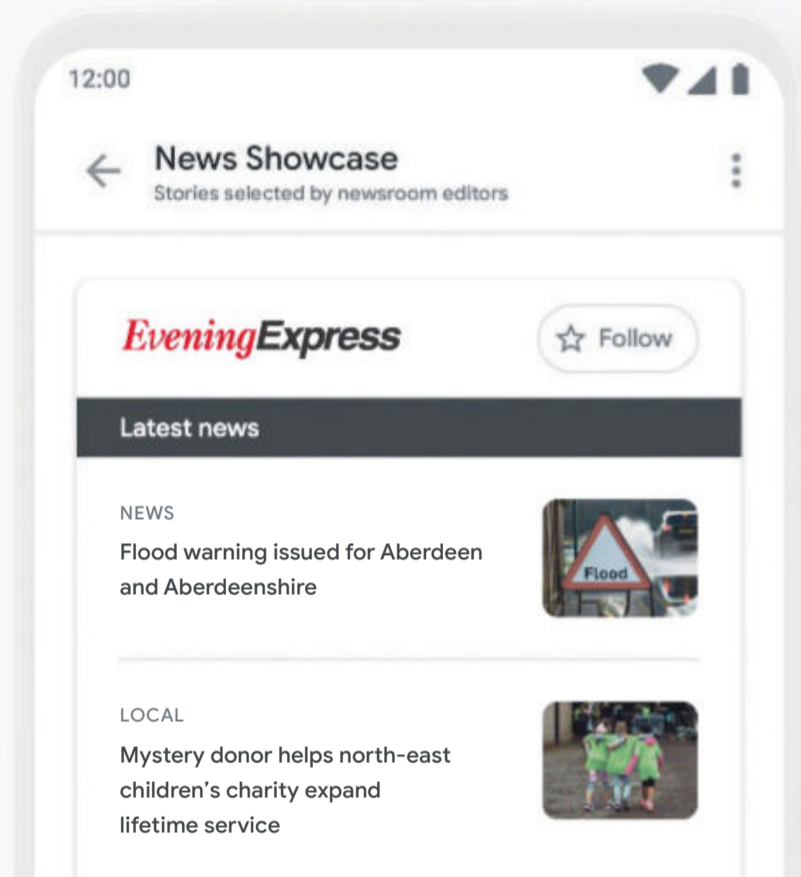 12:00
News Showcase
Stories selected by newsroom editors
EveningExpress
Follow
Latest news
NEWS
Flood warning issued for Aberdeen
and Aberdeenshire
Flood
LOCAL
Mystery donor helps north-east
children’s charity expand
lifetime service